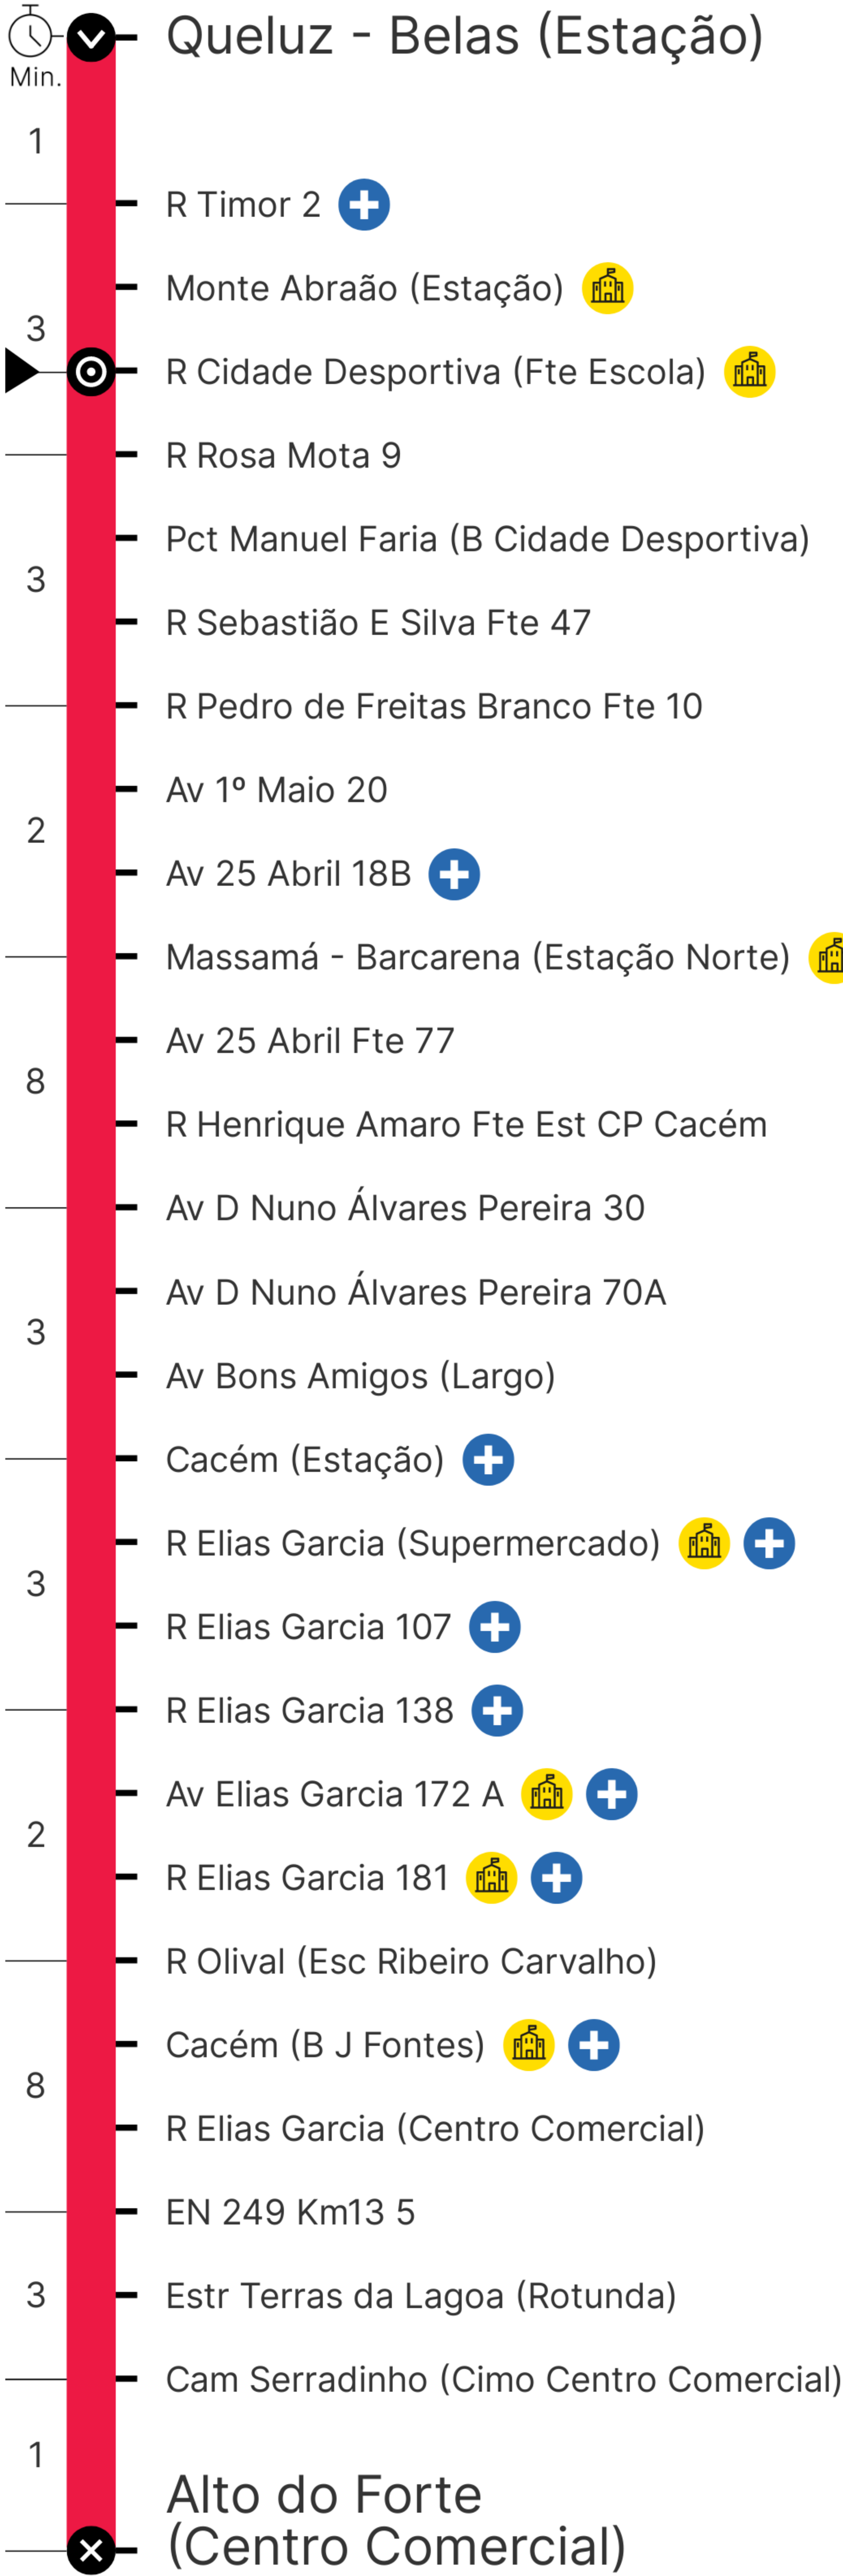 Queluz - Belas (Estação)
Min.
1
R Timor 2
Monte Abraão (Estação)
3
R Cidade Desportiva (Fte Escola)
R Rosa Mota 9
Pct Manuel Faria (B Cidade Desportiva)
3
R Sebastião E Silva Fte 47
R Pedro de Freitas Branco Fte 10
Av 1º Maio 20
2
Av 25 Abril 18B
Massamá - Barcarena (Estação Norte)
Av 25 Abril Fte 77
8
R Henrique Amaro Fte Est CP Cacém
Av D Nuno Álvares Pereira 30
Av D Nuno Álvares Pereira 70A
3
Av Bons Amigos (Largo)
Cacém (Estação)
R Elias Garcia (Supermercado)
3
R Elias Garcia 107
R Elias Garcia 138
Av Elias Garcia 172 A
2
R Elias Garcia 181
R Olival (Esc Ribeiro Carvalho)
Cacém (B J Fontes)
8
R Elias Garcia (Centro Comercial)
EN 249 Km13 5
3
Estr Terras da Lagoa (Rotunda)
Cam Serradinho (Cimo Centro Comercial)
1
Alto do Forte
(Centro Comercial)